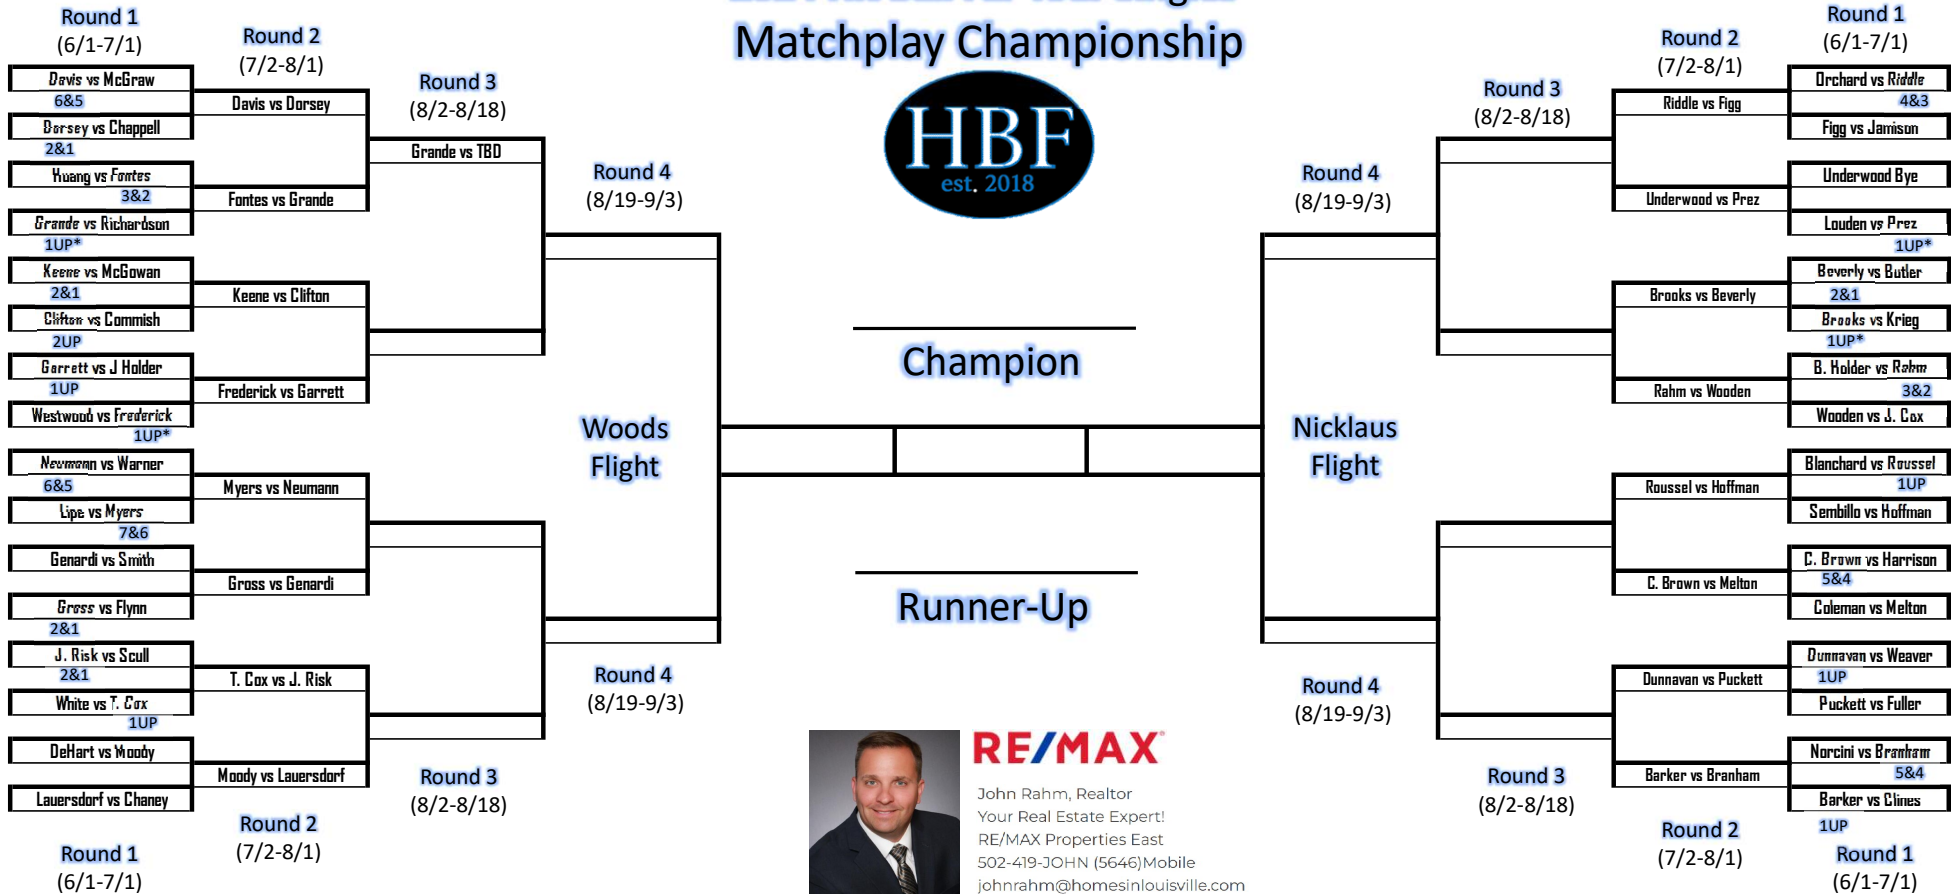 Matchplay Championship
HBF
est. 2018
Round 1
(6/1-7/1)
Davis vs McGraw
6&5
Dorsey vs Chappell
2&1
Huang vs Fontes
3&2
Grande vs Richardson
1UP*
Keene vs McGowan
2&1
Clifton vs Commish
2UP
Garrett vs J Holder
1UP
Westwood vs Frederick
1UP*
Neumann vs Warner
6&5
Lipe vs Myers
7&6
Genardi vs Smith
Gross vs Flynn
2&1
J. Risk vs Scull
2&1
White vs T. Cox
1UP
DeHart vs Moody
Lauersdorf vs Chaney
Round 1
(6/1-7/1)
Round 2
(7/2-8/1)
Davis vs Dorsey
Fontes vs Grande
Keene vs Clifton
Frederick vs Garrett
Myers vs Neumann
Gross vs Genardi
T. Cox vs J. Risk
Moody vs Lauersdorf
Round 2
(7/2-8/1)
Round 3
(8/2-8/18)
Grande vs TBD
Round 3
(8/2-8/18)
Round 4
(8/19-9/3)
Woods
Flight
Round 4
(8/19-9/3)
Champion
Runner-Up
RE/MAX
John Rahm, Realtor
Your Real Estate Expert!
RE/MAX Properties East
502-419-JOHN (5646)Mobile
johnrahm@homesinlouisville.com
Round 4
(8/19-9/3)
Nicklaus
Flight
Round 4
(8/19-9/3)
Round 3
(8/2-8/18)
Round 3
(8/2-8/18)
Round 2
(7/2-8/1)
Riddle vs Figg
Underwood vs Prez
Brooks vs Beverly
Rahm vs Wooden
Roussel vs Hoffman
C. Brown vs Melton
Dunnavan vs Puckett
Barker vs Branham
Round 2
(7/2-8/1)
Round 1
(6/1-7/1)
Orchard vs Riddle
4&3
Figg vs Jamison
Underwood Bye
Louden vs Prez
1UP*
Beverly vs Butler
2&1
Brooks vs Krieg
1UP*
B. Holder vs Rahm
3&2
Wooden vs J. Cox
Blanchard vs Roussel
1UP
Sembillo vs Hoffman
C. Brown vs Harrison
5&4
Coleman vs Melton
Dunnavan vs Weaver
1UP
Puckett vs Fuller
Norcini vs Branham
5&4
Barker vs Clines
1UP
Round 1
(6/1-7/1)